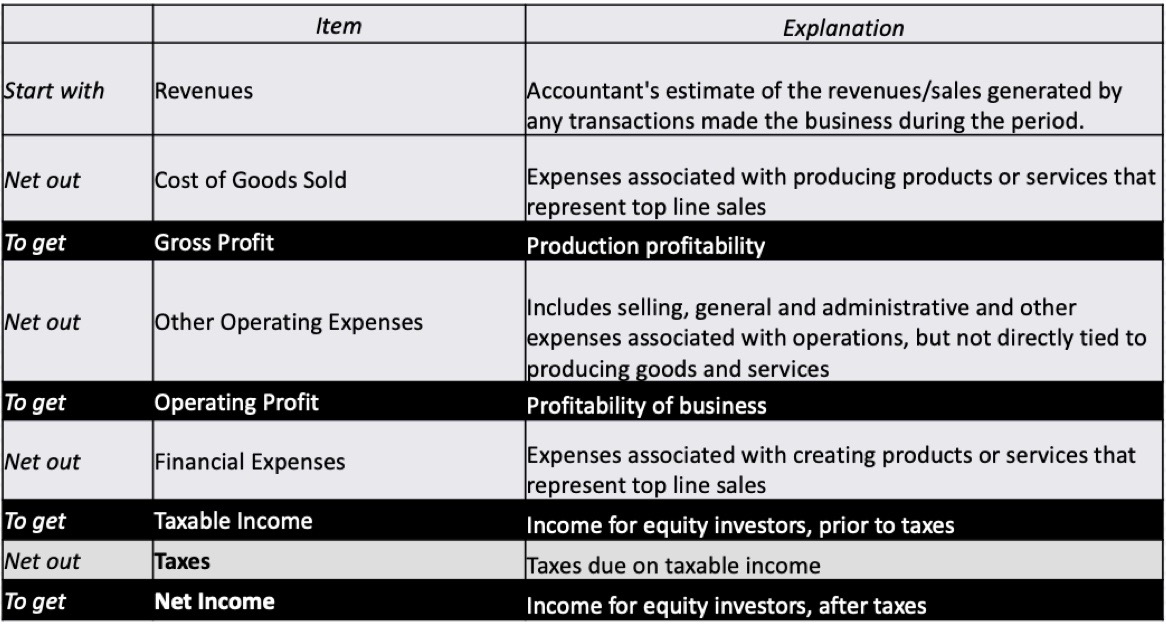 Item Explanation
Start with Revenues Accountant's estimate of the revenues/sales generated by
any transactions made the business during the period.
Net out Cost of Goods Sold Expenses associated with producing products or services that
represent top line sales
To get Gross Profit Production profitability
Net out Other Operating Expenses Includes selling, general and administrative and other
expenses associated with operations, but not directly tied to
producing goods and services
To get Operating Profit Profitability of business
Net out Financial Expenses Expenses associated with creating products or services that
represent top line sales
To get Taxable Income Income for equity investors, prior to taxes
Net out Taxes Taxes due on taxable income
To get Net Income Income for equity investors, after taxes